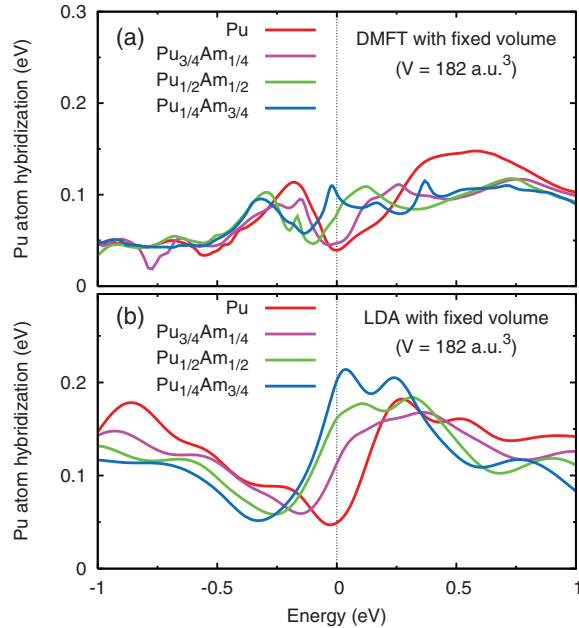 0.3
(a)
Pu
Pu3/4Am1/4
Pu1/2Am1/2
Pu1/4Am3/4
DMFT with fixed volume
(V = 182 a.u.³)
0.2
0.1
0
Pu atom hybridization (eV)
0.3
(b)
Pu
Pu3/4Am1/4
Pu1/2Am1/2
Pu1/4Am3/4
LDA with fixed volume
(V = 182 a.u.³)
0.2
0.1
0
Pu atom hybridization (eV)
-1 -0.5 0 0.5 1
Energy (eV)